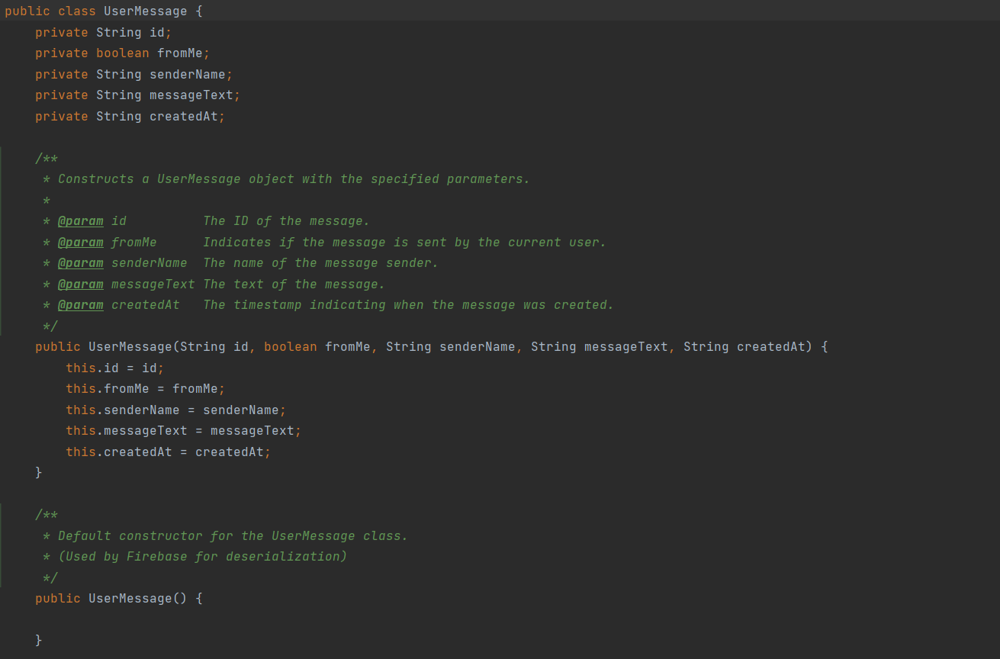 public class UserMessage {
    private String id;
    private boolean fromMe;
    private String senderName;
    private String messageText;
    private String createdAt;

    /**
     * Constructs a UserMessage object with the specified parameters.
     *
     * @param id          The ID of the message.
     * @param fromMe      Indicates if the message is sent by the current user.
     * @param senderName  The name of the message sender.
     * @param messageText The text of the message.
     * @param createdAt   The timestamp indicating when the message was created.
     */
    public UserMessage(String id, boolean fromMe, String senderName, String messageText, String createdAt) {
        this.id = id;
        this.fromMe = fromMe;
        this.senderName = senderName;
        this.messageText = messageText;
        this.createdAt = createdAt;
    }

    /**
     * Default constructor for the UserMessage class.
     * (Used by Firebase for deserialization)
     */
    public UserMessage() {

    }